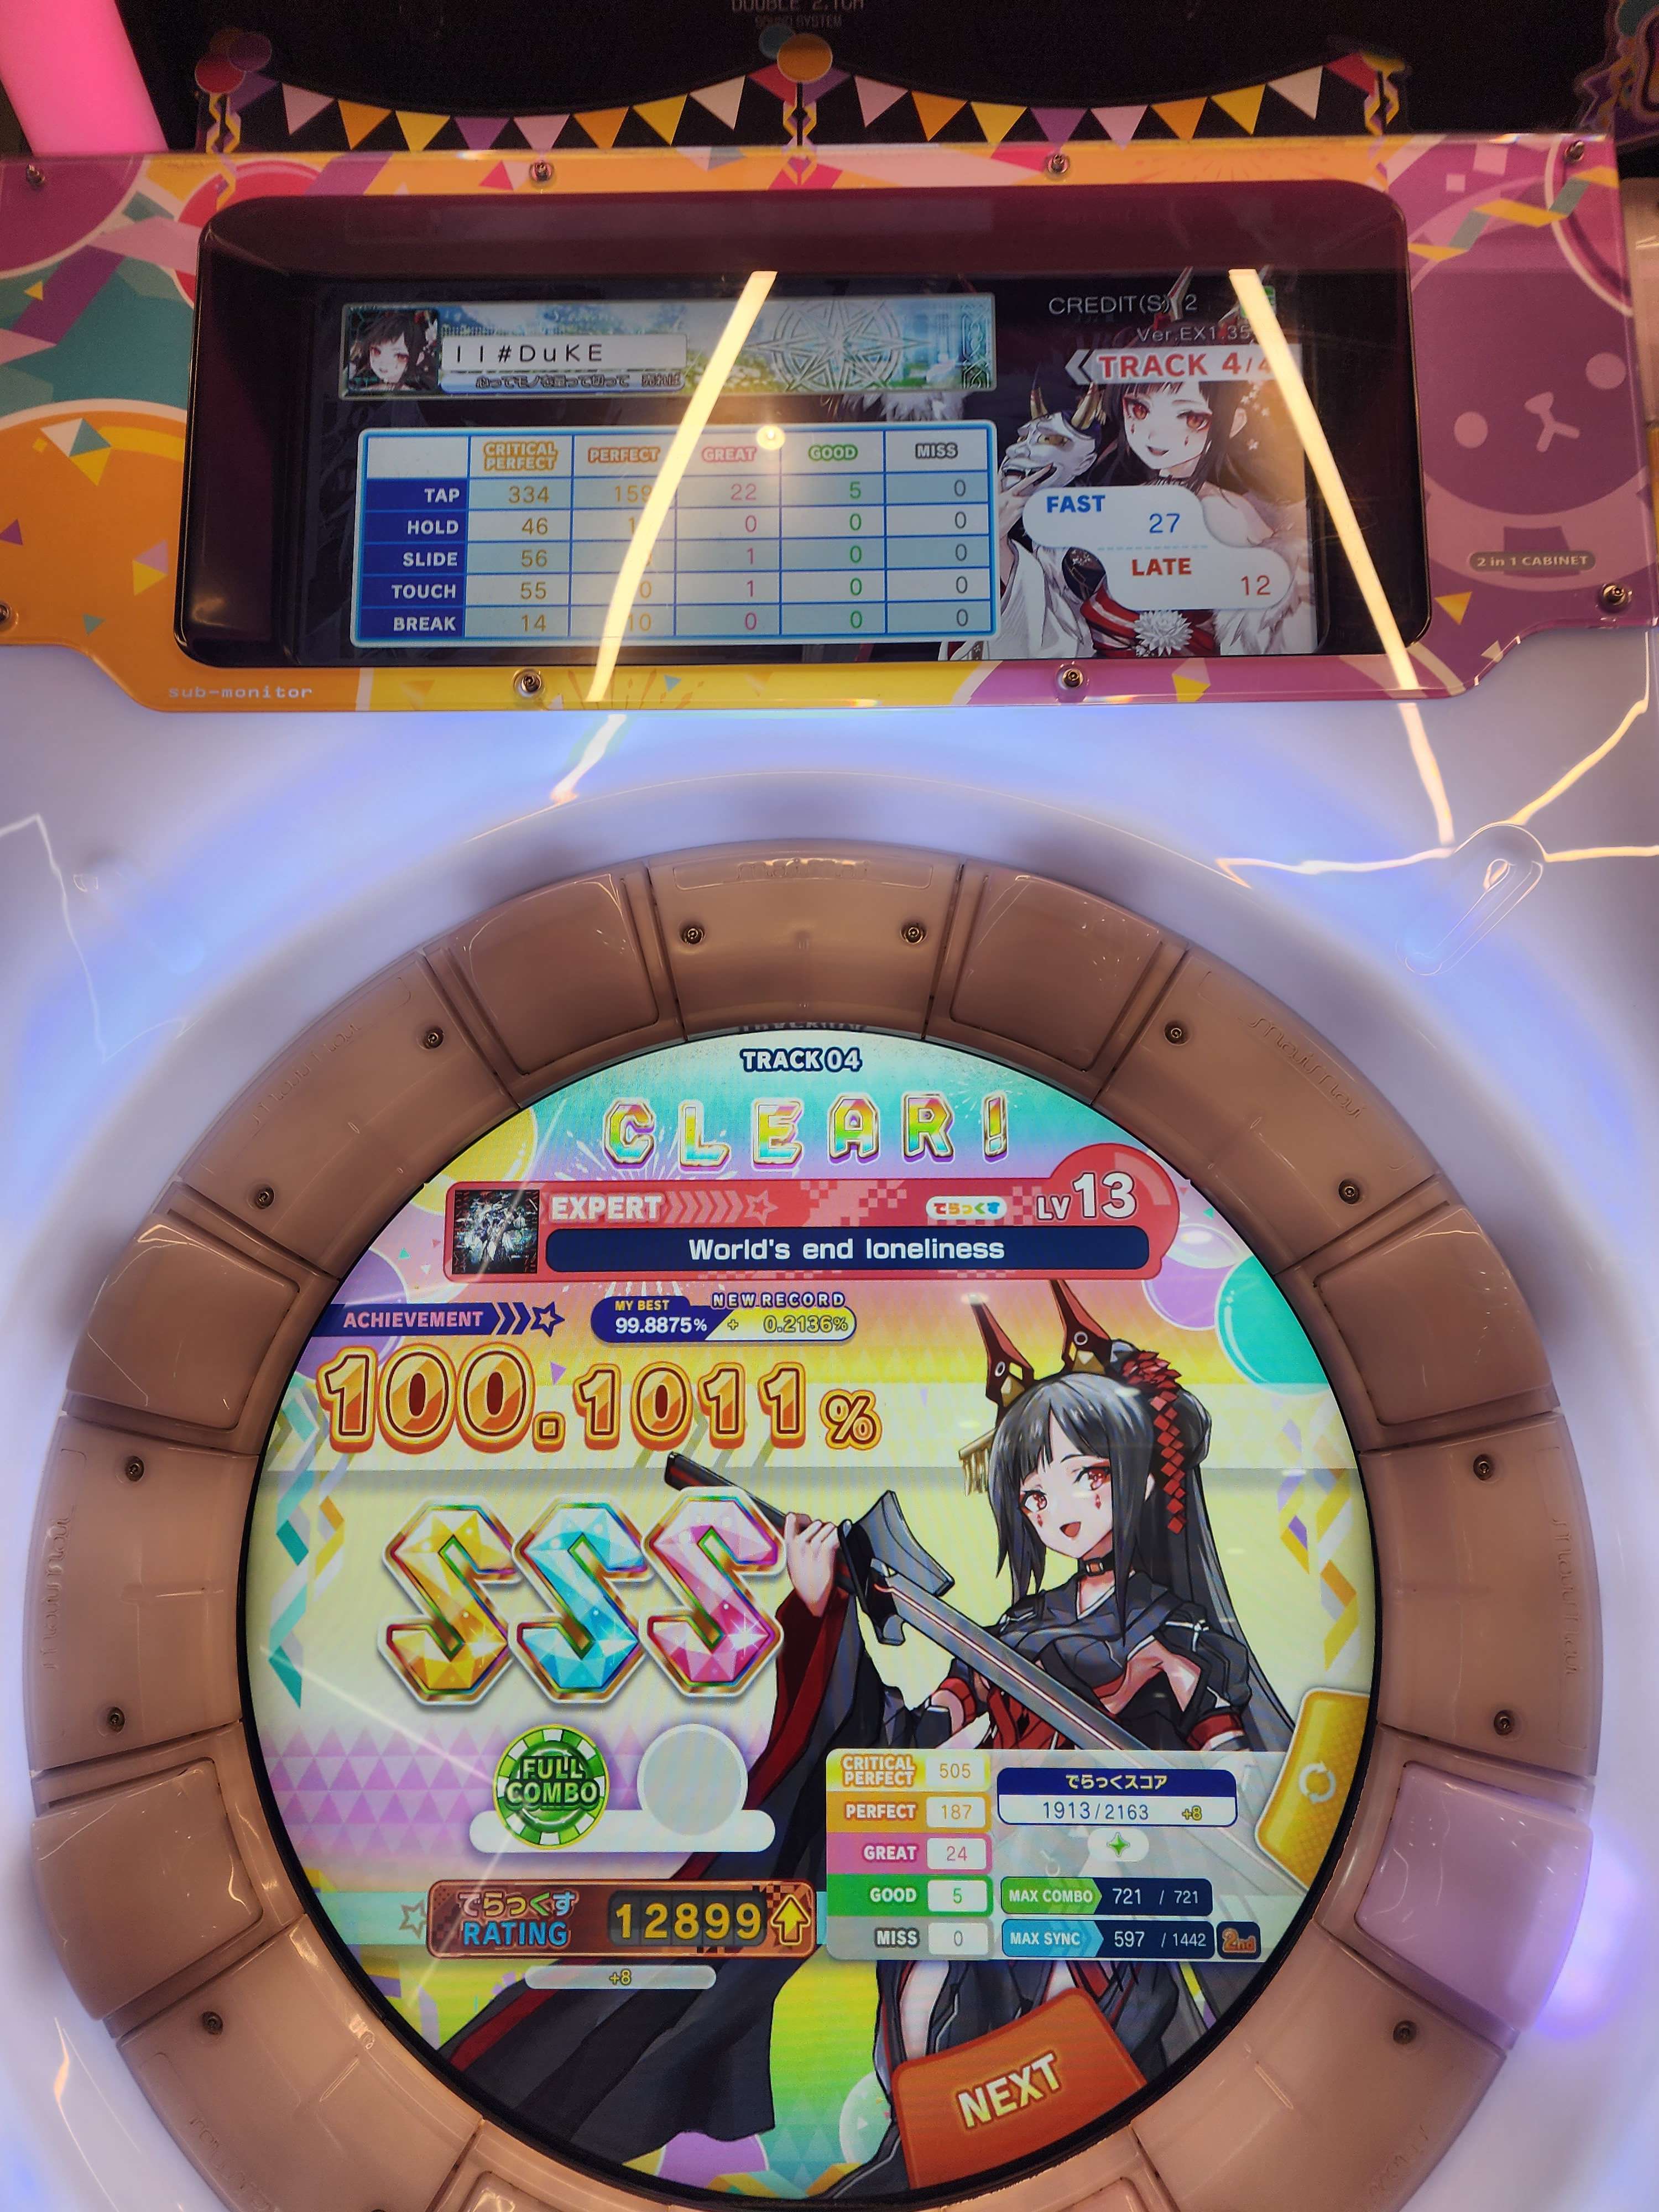 DOUBLE 2.1CH
SOUND SYSTEM
CREDIT(S) 2
Ver.EX1.35
I I # D u K E
TRACK 4/4
CRITICAL PERFECT PERFECT GREAT GOOD MISS
TAP 334 159 22 5 0
HOLD 46 0 0 0
SLIDE 56 1 0 0
TOUCH 55 0 1 0 0
BREAK 14 10 0 0 0
FAST
27
LATE
12
2 in 1 CABINET
sub-monitor
TRACK 04
CLEAR!
EXPERT でらっくす LV 13
World's end loneliness
ACHIEVEMENT
MY BEST NEW RECORD
99.8875% + 0.2136%
100.1011%
SSS
FULL COMBO
CRITICAL PERFECT 505
PERFECT 187
GREAT 24
GOOD 5
MISS 0
でらっくスコア
1913/2163 +8
MAX COMBO 721 / 721
MAX SYNC 597 / 1442 2nd
でらっくす
RATING 12899
+8
NEXT